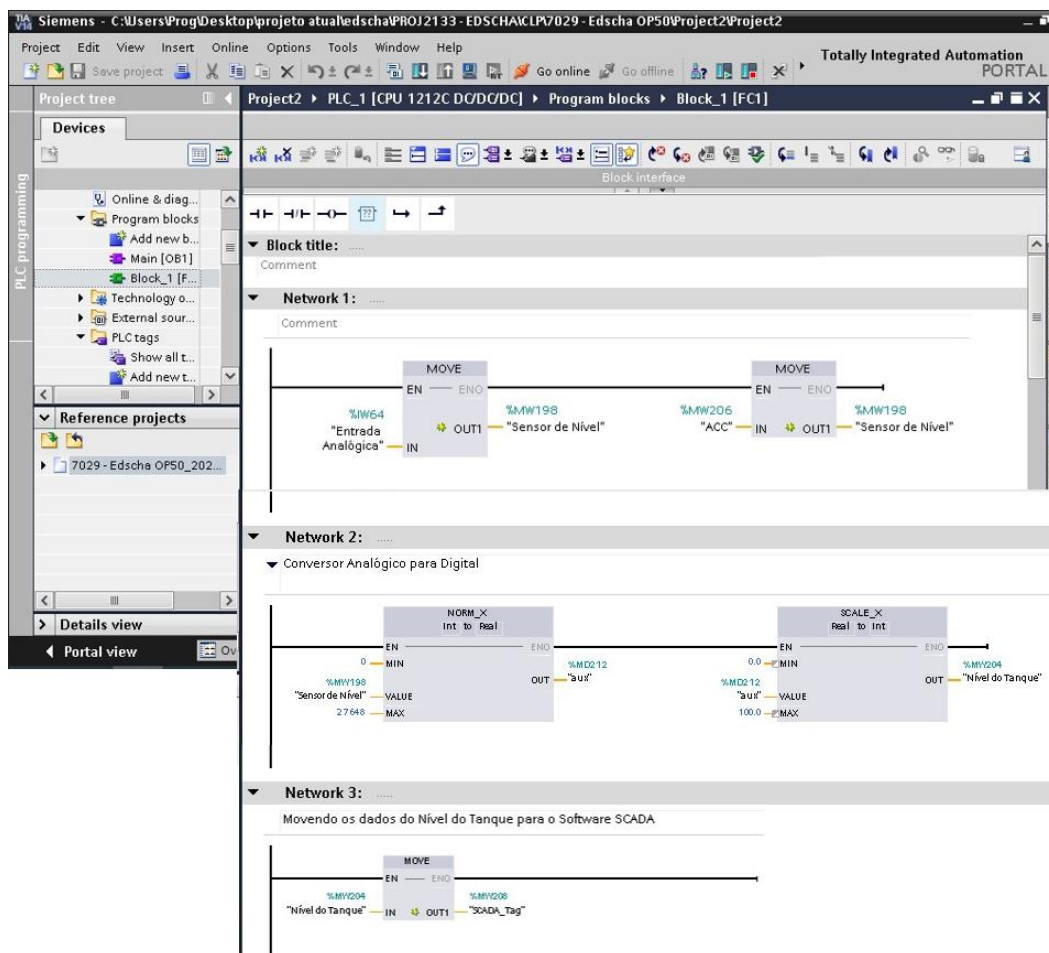 TIA V14 Siemens - C:\Users\Prog\Desktop\projeto atual\edscha\PROJ2133 - EDSCHA\CLP\7029 - Edscha OP50\Project2\Project2
Project Edit View Insert Online Options Tools Window Help
Totally Integrated Automation
PORTAL
Save project Go online Go offline
Project tree
Project2 PLC_1 [CPU 1212C DC/DC/DC] Program blocks Block_1 [FC1]
Devices
PLC programming
Block interface
Online & diag...
Program blocks
Add new b...
Main [OB1]
Block_1 [F...
Technology o...
External sour...
PLC tags
Show all t...
Add new t...
Reference projects
7029 - Edscha OP50_202...
Details view
Portal view
Ov
??
Block title: .....
Comment
Network 1: .....
Comment
MOVE MOVE
EN ENO EN ENO
%IW64 %MW198 %MW206 %MW198
"Entrada Analógica" IN OUT1 "Sensor de Nível" "ACC" IN OUT1 "Sensor de Nível"
Network 2: .....
Conversor Analógico para Digital
NORM_X SCALE_X
Int to Real Real to Int
EN ENO EN ENO
0 MIN %MD212 0.0 MIN %MW204
OUT "aux" OUT "Nível do Tanque"
%MW198 %MD212
"Sensor de Nível" VALUE "aux" VALUE
27648 MAX 100.0 MAX
Network 3: .....
Movendo os dados do Nível do Tanque para o Software SCADA
MOVE
EN ENO
%MW204 %MW208
"Nível do Tanque" IN OUT1 "SCADA_Tag"